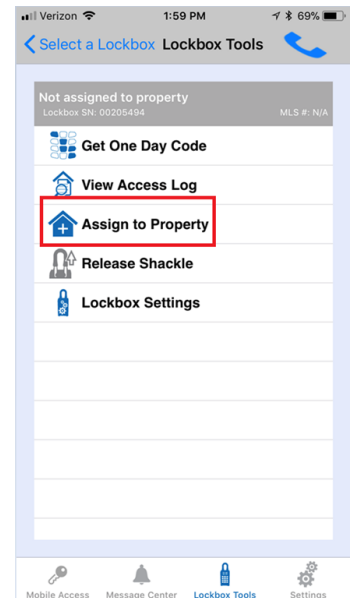 Verizon 1:59 PM 69%
Select a Lockbox Lockbox Tools
Not assigned to property
Lockbox SN: 00205494 MLS #: N/A
Get One Day Code
View Access Log
Assign to Property
Release Shackle
Lockbox Settings
Mobile Access Message Center Lockbox Tools Settings